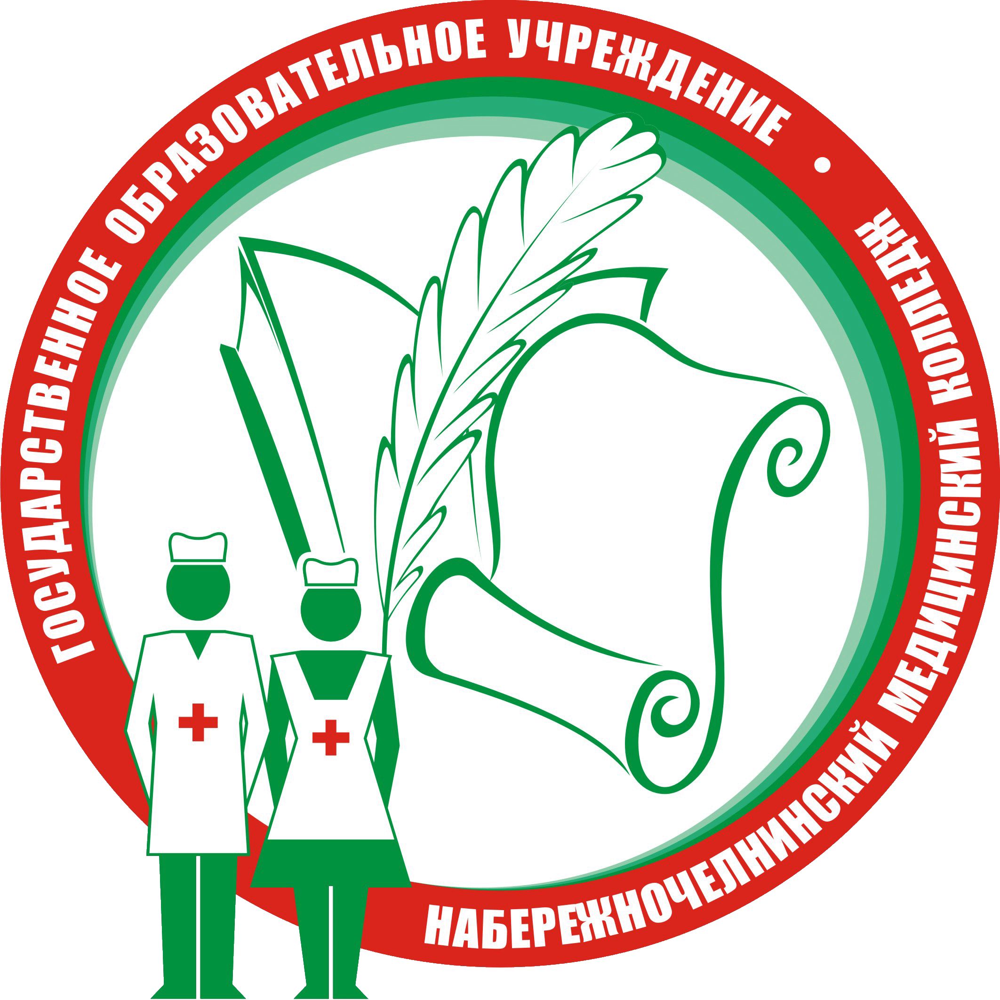 ГОСУДАРСТВЕННОЕ ОБРАЗОВАТЕЛЬНОЕ УЧРЕЖДЕНИЕ •
НАБЕРЕЖНОЧЕЛНИНСКИЙ МЕДИЦИНСКИЙ КОЛЛЕДЖ